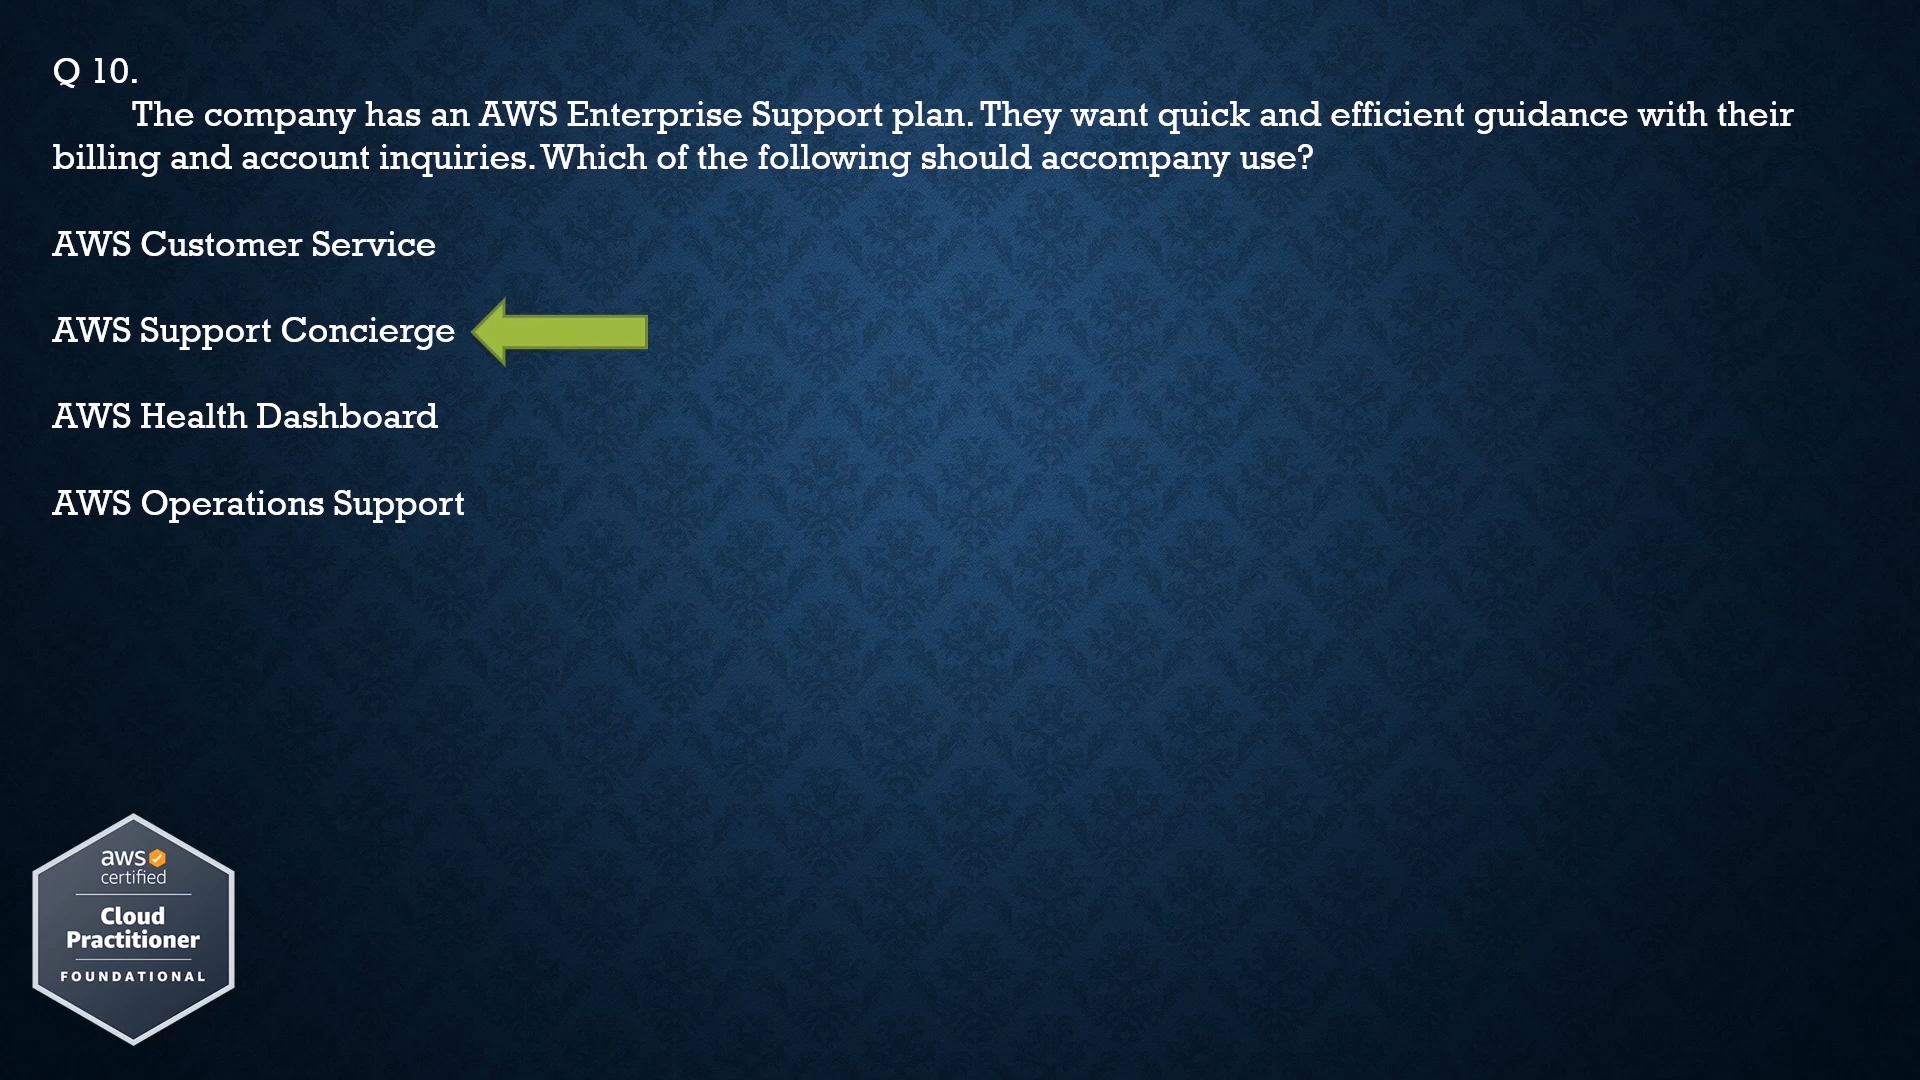 Q 10.
The company has an AWS Enterprise Support plan. They want quick and efficient guidance with their
billing and account inquiries. Which of the following should accompany use?
AWS Customer Service
AWS Support Concierge
AWS Health Dashboard
AWS Operations Support
aws
certified
Cloud
Practitioner
FOUNDATIONAL